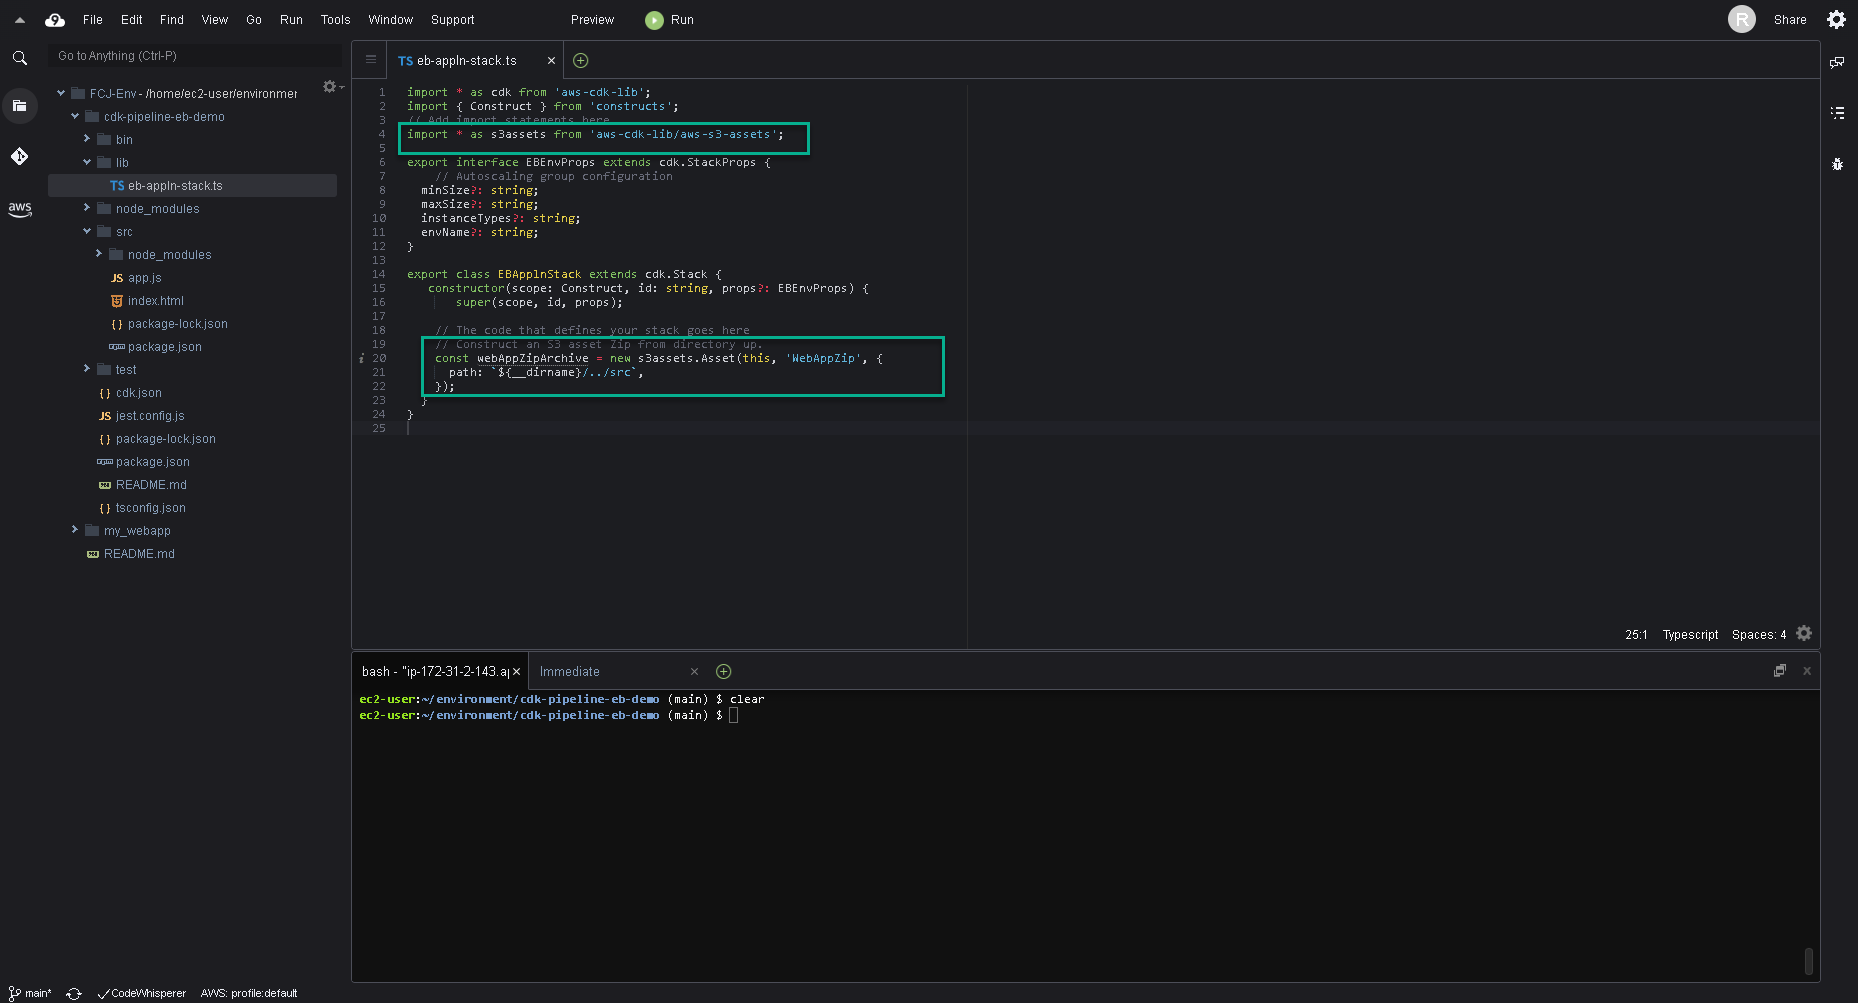 9 File Edit Find View Go Run Tools Window Support Preview Run R Share
Go to Anything (Ctrl-P)
FCJ-Env - /home/ec2-user/environmer
cdk-pipeline-eb-demo
bin
lib
TS eb-appln-stack.ts
node_modules
src
node_modules
JS app.js
index.html
{ } package-lock.json
package.json
test
{ } cdk.json
JS jest.config.js
{ } package-lock.json
package.json
README.md
{ } tsconfig.json
my_webapp
README.md
aws
TS eb-appln-stack.ts
1 import * as cdk from 'aws-cdk-lib';
2 import { Construct } from 'constructs';
3 // Add import statements here
4 import * as s3assets from 'aws-cdk-lib/aws-s3-assets';
5
6 export interface EBEnvProps extends cdk.StackProps {
7 // Autoscaling group configuration
8 minSize?: string;
9 maxSize?: string;
10 instanceTypes?: string;
11 envName?: string;
12 }
13
14 export class EBApplnStack extends cdk.Stack {
15 constructor(scope: Construct, id: string, props?: EBEnvProps) {
16 super(scope, id, props);
17
18 // The code that defines your stack goes here
19 // Construct an S3 asset Zip from directory up.
20 const webAppZipArchive = new s3assets.Asset(this, 'WebAppZip', {
21 path: `${__dirname}/../src`,
22 });
23 }
24 }
25
25:1 Typescript Spaces: 4
bash - "ip-172-31-2-143.ap Immediate
ec2-user:~/environment/cdk-pipeline-eb-demo (main) $ clear
ec2-user:~/environment/cdk-pipeline-eb-demo (main) $
main* CodeWhisperer AWS: profile:default